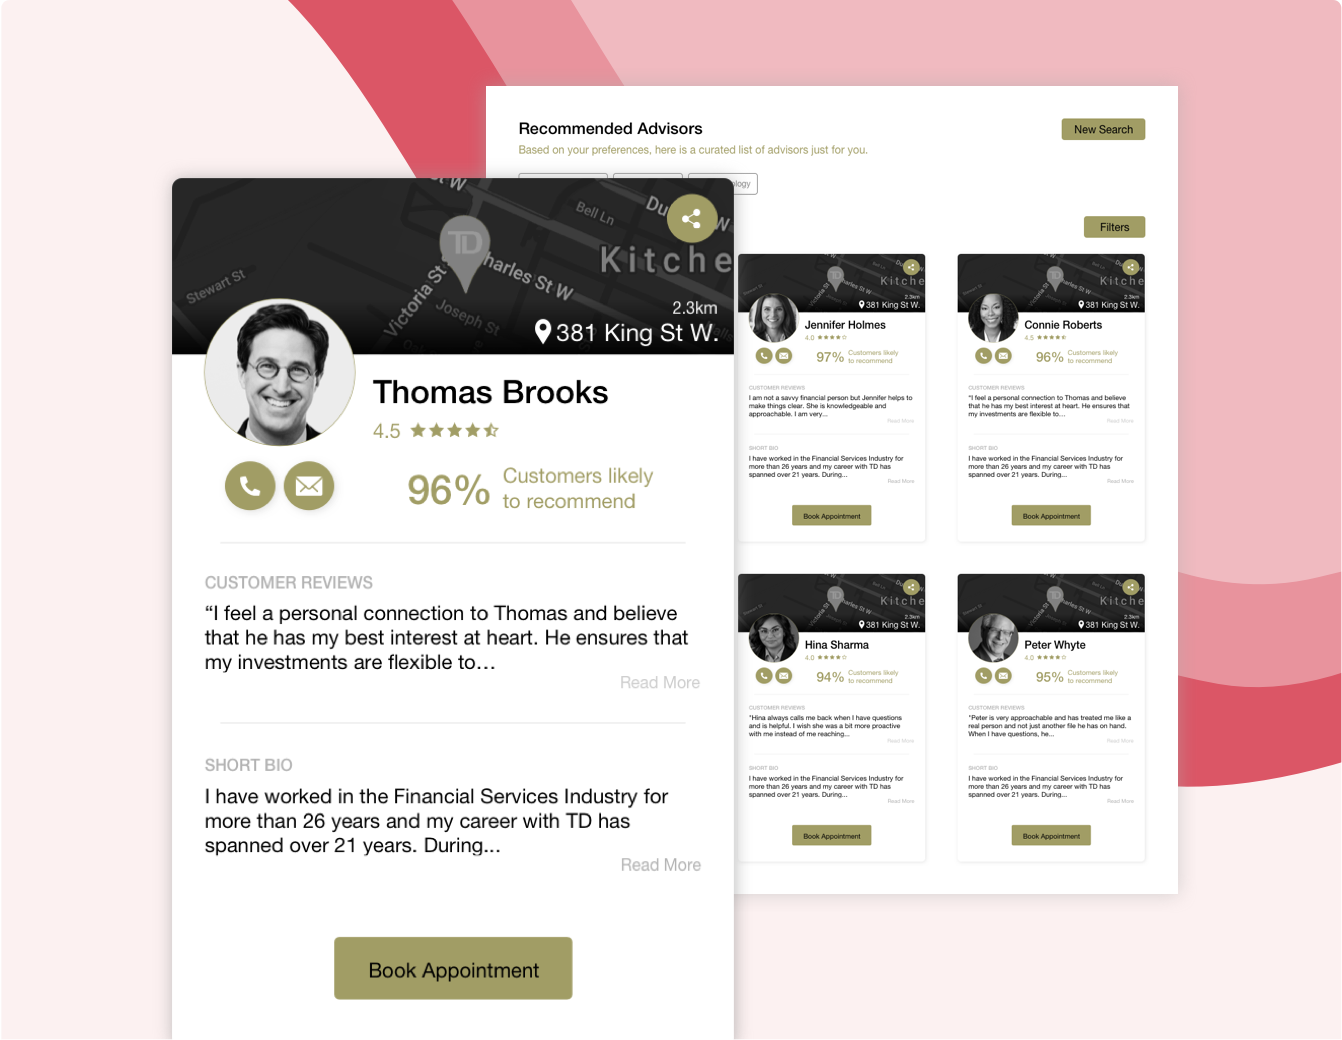 Recommended Advisors
Based on your preferences, here is a curated list of advisors just for you.
New Search
Filters
St W
Bell Ln
TD
Charles St W
Kitche
Stewart St
Victoria St
Joseph St
2.3km
381 King St W.
Thomas Brooks
4.5
96%
Customers likely
to recommend
CUSTOMER REVIEWS
“I feel a personal connection to Thomas and believe
that he has my best interest at heart. He ensures that
my investments are flexible to...
Read More
SHORT BIO
I have worked in the Financial Services Industry for
more than 26 years and my career with TD has
spanned over 21 years. During...
Read More
Book Appointment
Kitche
2.3km
381 King St W.
Jennifer Holmes
4.0
97%
Customers likely
to recommend
CUSTOMER REVIEWS
I am not a savvy financial person but Jennifer helps to
make things clear. She is knowledgeable and
approachable. I am very...
Read More
SHORT BIO
I have worked in the Financial Services Industry for
more than 26 years and my career with TD has
spanned over 21 years. During...
Read More
Book Appointment
Kitche
2.3km
381 King St W.
Connie Roberts
4.5
96%
Customers likely
to recommend
CUSTOMER REVIEWS
"I feel a personal connection to Thomas and believe
that he has my best interest at heart. He ensures that
my investments are flexible to...
Read More
SHORT BIO
I have worked in the Financial Services Industry for
more than 26 years and my career with TD has
spanned over 21 years. During...
Read More
Book Appointment
Kitche
381 King St W.
Hina Sharma
4.0
94%
Customers likely
to recommend
CUSTOMER REVIEWS
"Hina always calls me back when I have questions
and is helpful. I wish she was a bit more proactive
with me instead of me reaching...
Read More
SHORT BIO
I have worked in the Financial Services Industry for
more than 26 years and my career with TD has
spanned over 21 years. During...
Read More
Book Appointment
Kitche
381 King St W.
Peter Whyte
4.0
95%
Customers likely
to recommend
CUSTOMER REVIEWS
"Peter is very approachable and has treated me like a
real person and not just another file he has on hand.
When I have questions, he...
Read More
SHORT BIO
I have worked in the Financial Services Industry for
more than 26 years and my career with TD has
spanned over 21 years. During...
Read More
Book Appointment